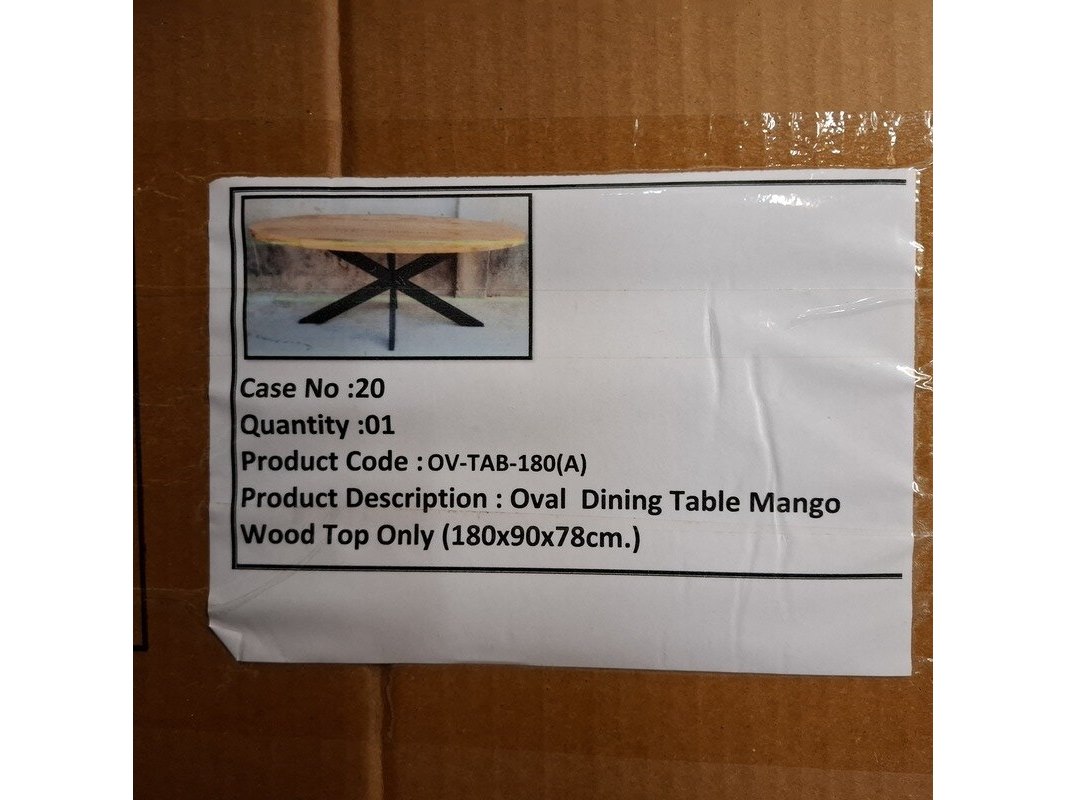 Case No :20
Quantity :01
Product Code : OV-TAB-180(A)
Product Description : Oval  Dining Table Mango
Wood Top Only (180x90x78cm.)